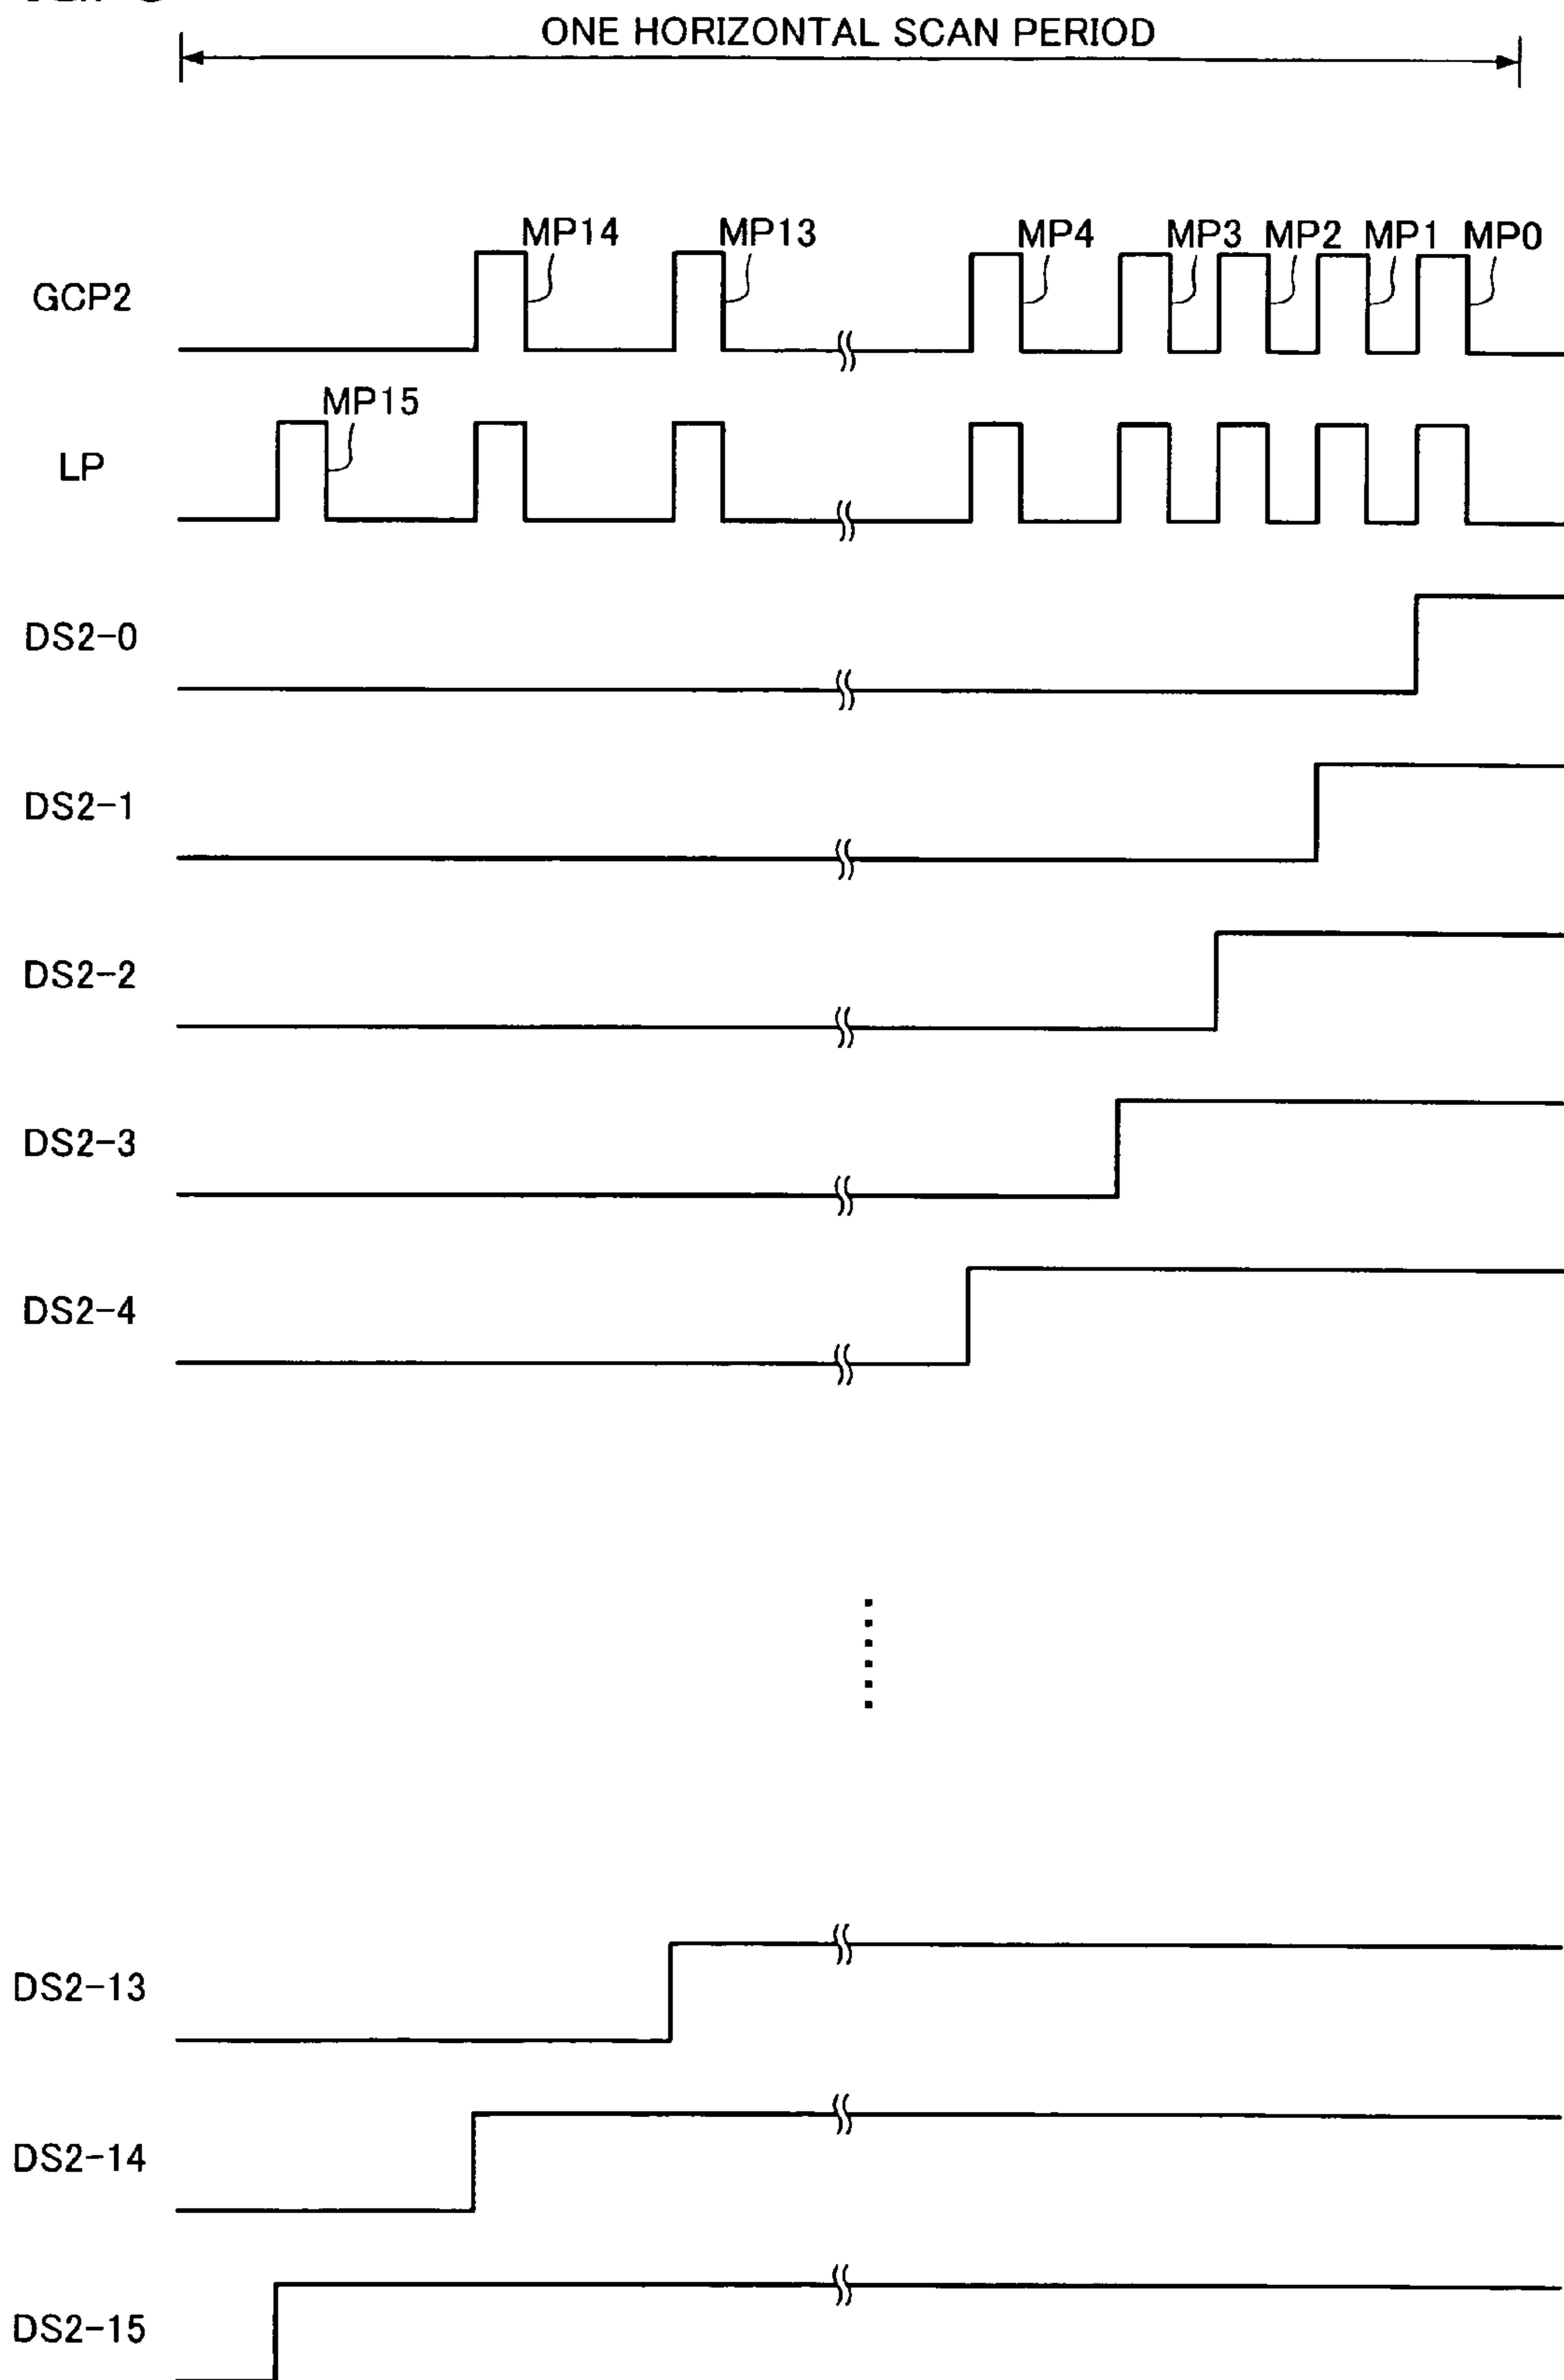 ONE HORIZONTAL SCAN PERIOD
MP14 MP13 MP4 MP3 MP2 MP1 MP0
GCP2
MP15
LP
DS2-0
DS2-1
DS2-2
DS2-3
DS2-4
DS2-13
DS2-14
DS2-15